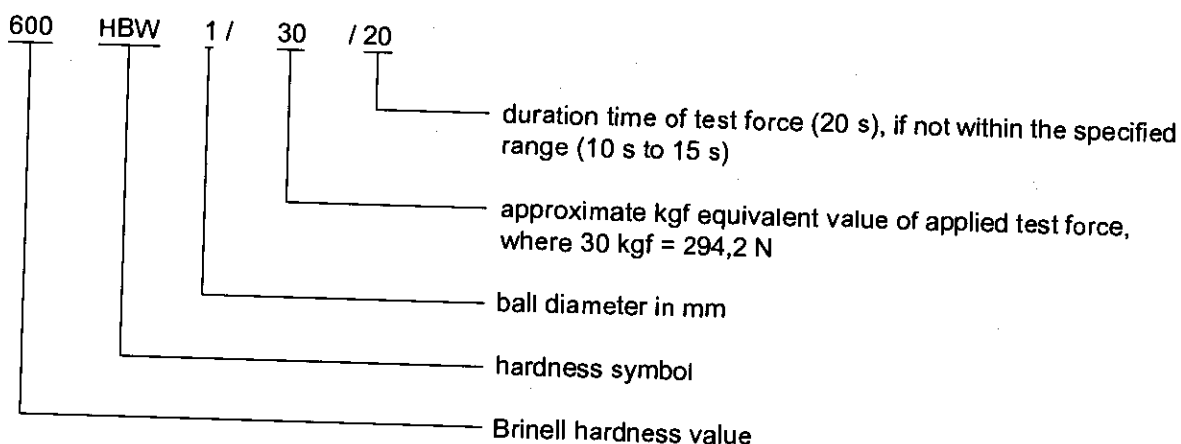 600 HBW 1 / 30 / 20
duration time of test force (20 s), if not within the specified
range (10 s to 15 s)
approximate kgf equivalent value of applied test force,
where 30 kgf = 294,2 N
ball diameter in mm
hardness symbol
Brinell hardness value